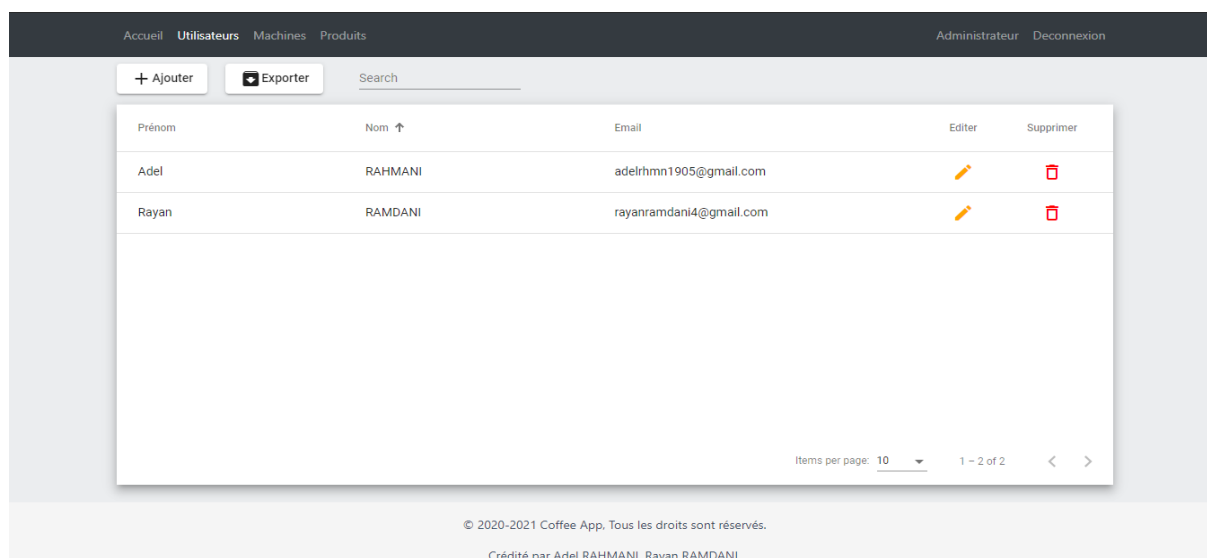 Accueil Utilisateurs Machines Produits Administrateur Deconnexion
+ Ajouter Exporter Search
Prénom Nom ↑ Email Editer Supprimer
Adel RAHMANI adelrhmn1905@gmail.com
Rayan RAMDANI rayanramdani4@gmail.com
Items per page: 10 1 – 2 of 2
© 2020-2021 Coffee App, Tous les droits sont réservés.
Crédité par Adel RAHMANI, Rayan RAMDANI